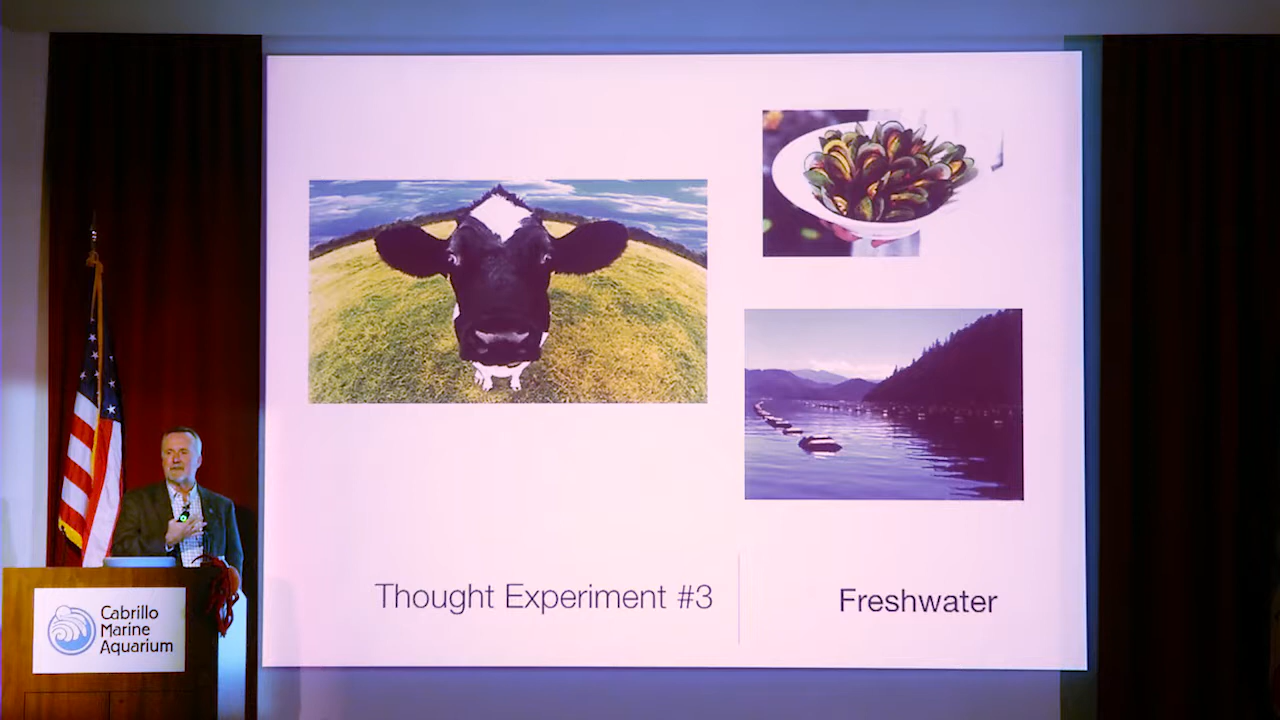 Thought Experiment #3
Freshwater
Cabrillo
Marine
Aquarium